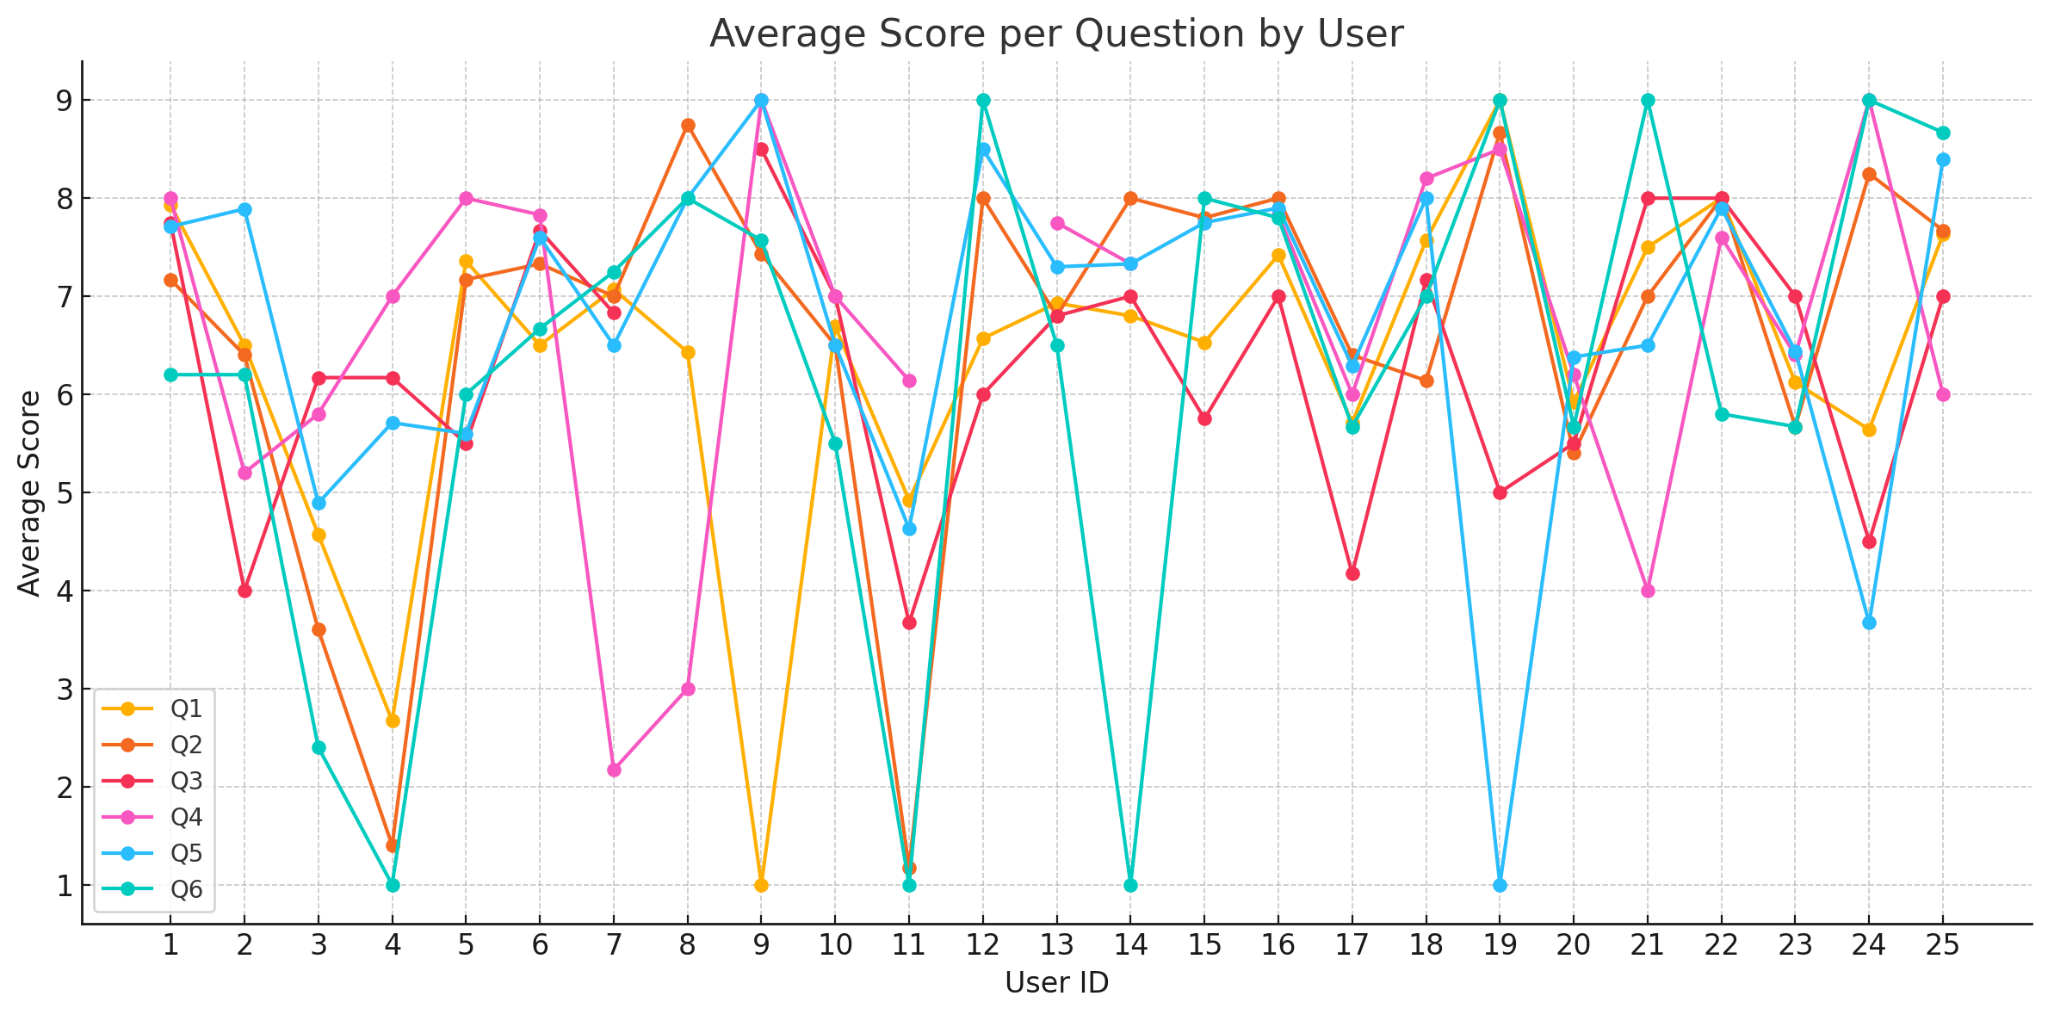 Average Score per Question by User
Average Score
9
8
7
6
5
4
3
2
1
Q1
Q2
Q3
Q4
Q5
Q6
1 2 3 4 5 6 7 8 9 10 11 12 13 14 15 16 17 18 19 20 21 22 23 24 25
User ID